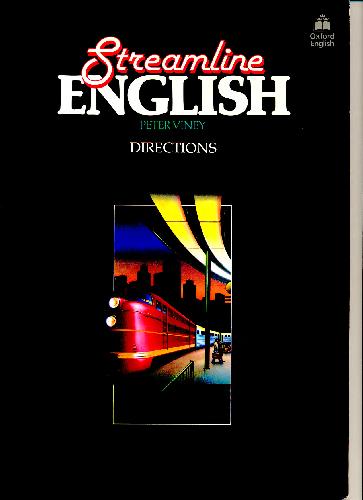 Oxford
English
Streamline
ENGLISH
PETER VINEY
DIRECTIONS